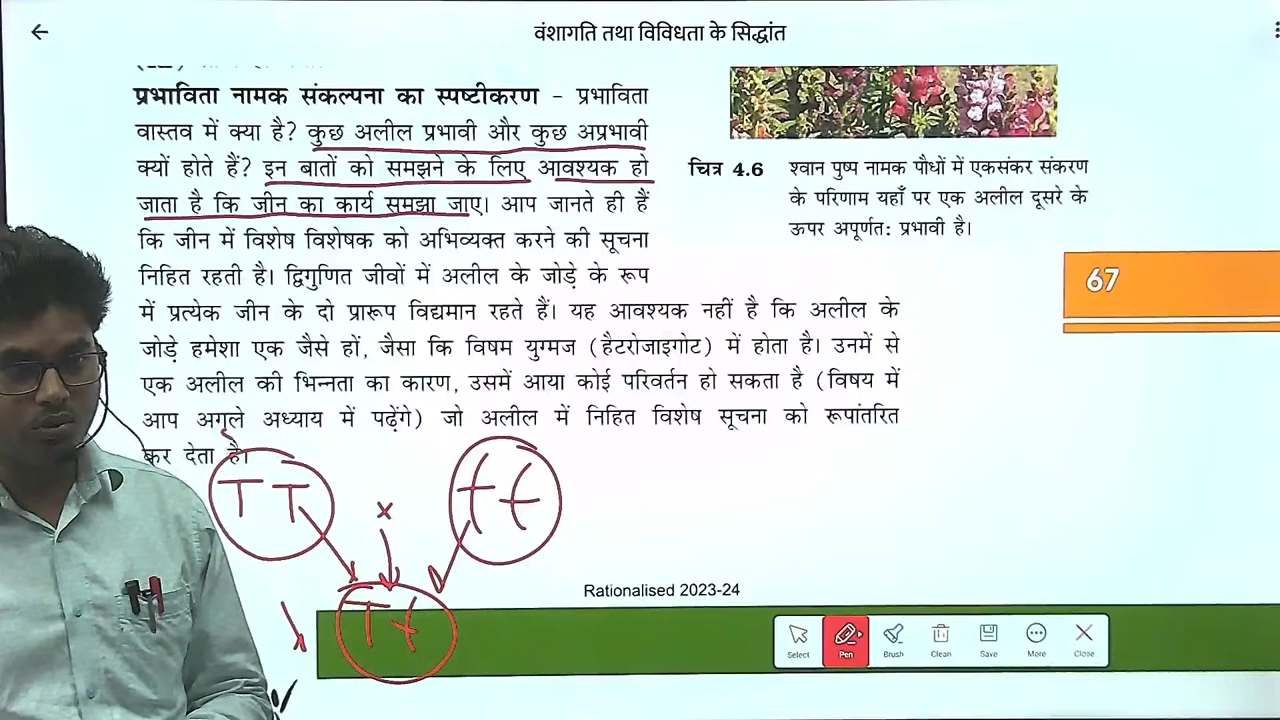 वंशागति तथा विविधता के सिद्धांत
प्रभाविता नामक संकल्पना का स्पष्टीकरण – प्रभाविता
वास्तव में क्या है? कुछ अलील प्रभावी और कुछ अप्रभावी
क्यों होते हैं? इन बातों को समझने के लिए आवश्यक हो
जाता है कि जीन का कार्य समझा जाए। आप जानते ही हैं
कि जीन में विशेष विशेषक को अभिव्यक्त करने की सूचना
निहित रहती है। द्विगुणित जीवों में अलील के जोड़े के रूप
में प्रत्येक जीन के दो प्रारूप विद्यमान रहते हैं। यह आवश्यक नहीं है कि अलील के
जोड़े हमेशा एक जैसे हों, जैसा कि विषम युग्मज (हैटरोजाइगोट) में होता है। उनमें से
एक अलील की भिन्नता का कारण, उसमें आया कोई परिवर्तन हो सकता है (विषय में
आप अगले अध्याय में पढ़ेंगे) जो अलील में निहित विशेष सूचना को रूपांतरित
कर देता है।
चित्र 4.6 श्वान पुष्प नामक पौधों में एकसंकर संकरण
के परिणाम यहाँ पर एक अलील दूसरे के
ऊपर अपूर्णत: प्रभावी है।
67
T T × t t
T t
Rationalised 2023-24
Select Pen Brush Clean Save More Close